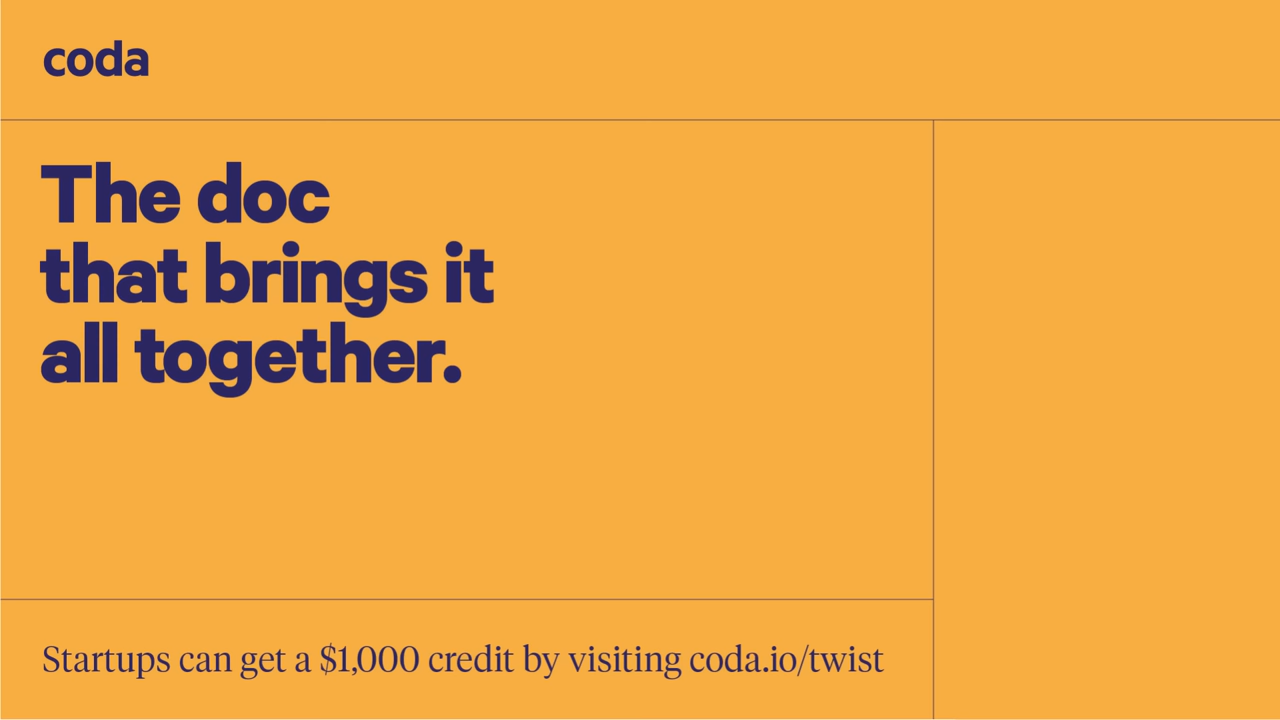 coda
The doc
that brings it
all together.
Startups can get a $1,000 credit by visiting coda.io/twist